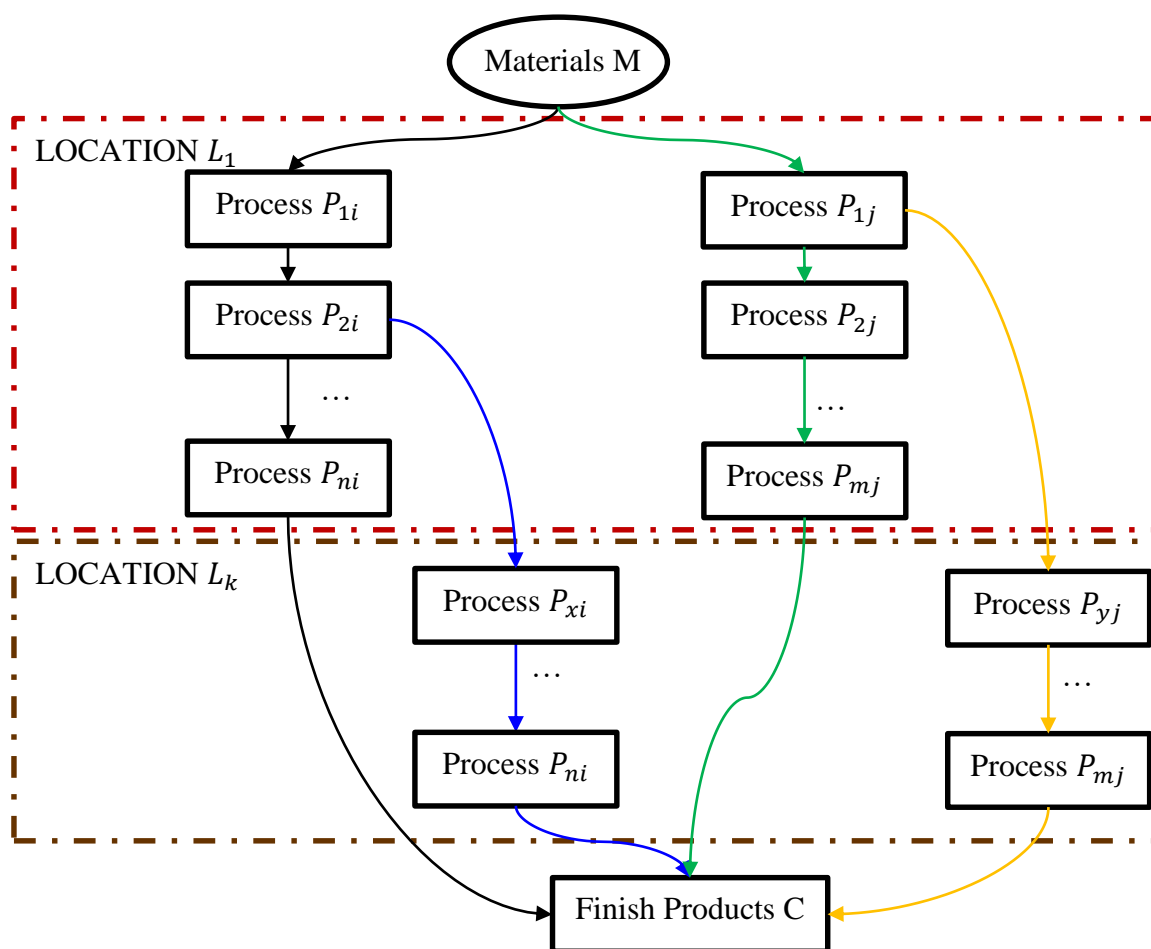 Materials M
LOCATION L₁
Process P₁ᵢ
Process P₁ⱼ
Process P₂ᵢ
Process P₂ⱼ
…
…
Process Pₙᵢ
Process Pₘⱼ
LOCATION Lₖ
Process Pₓᵢ
Process P_yj
…
…
Process Pₙᵢ
Process Pₘⱼ
Finish Products C